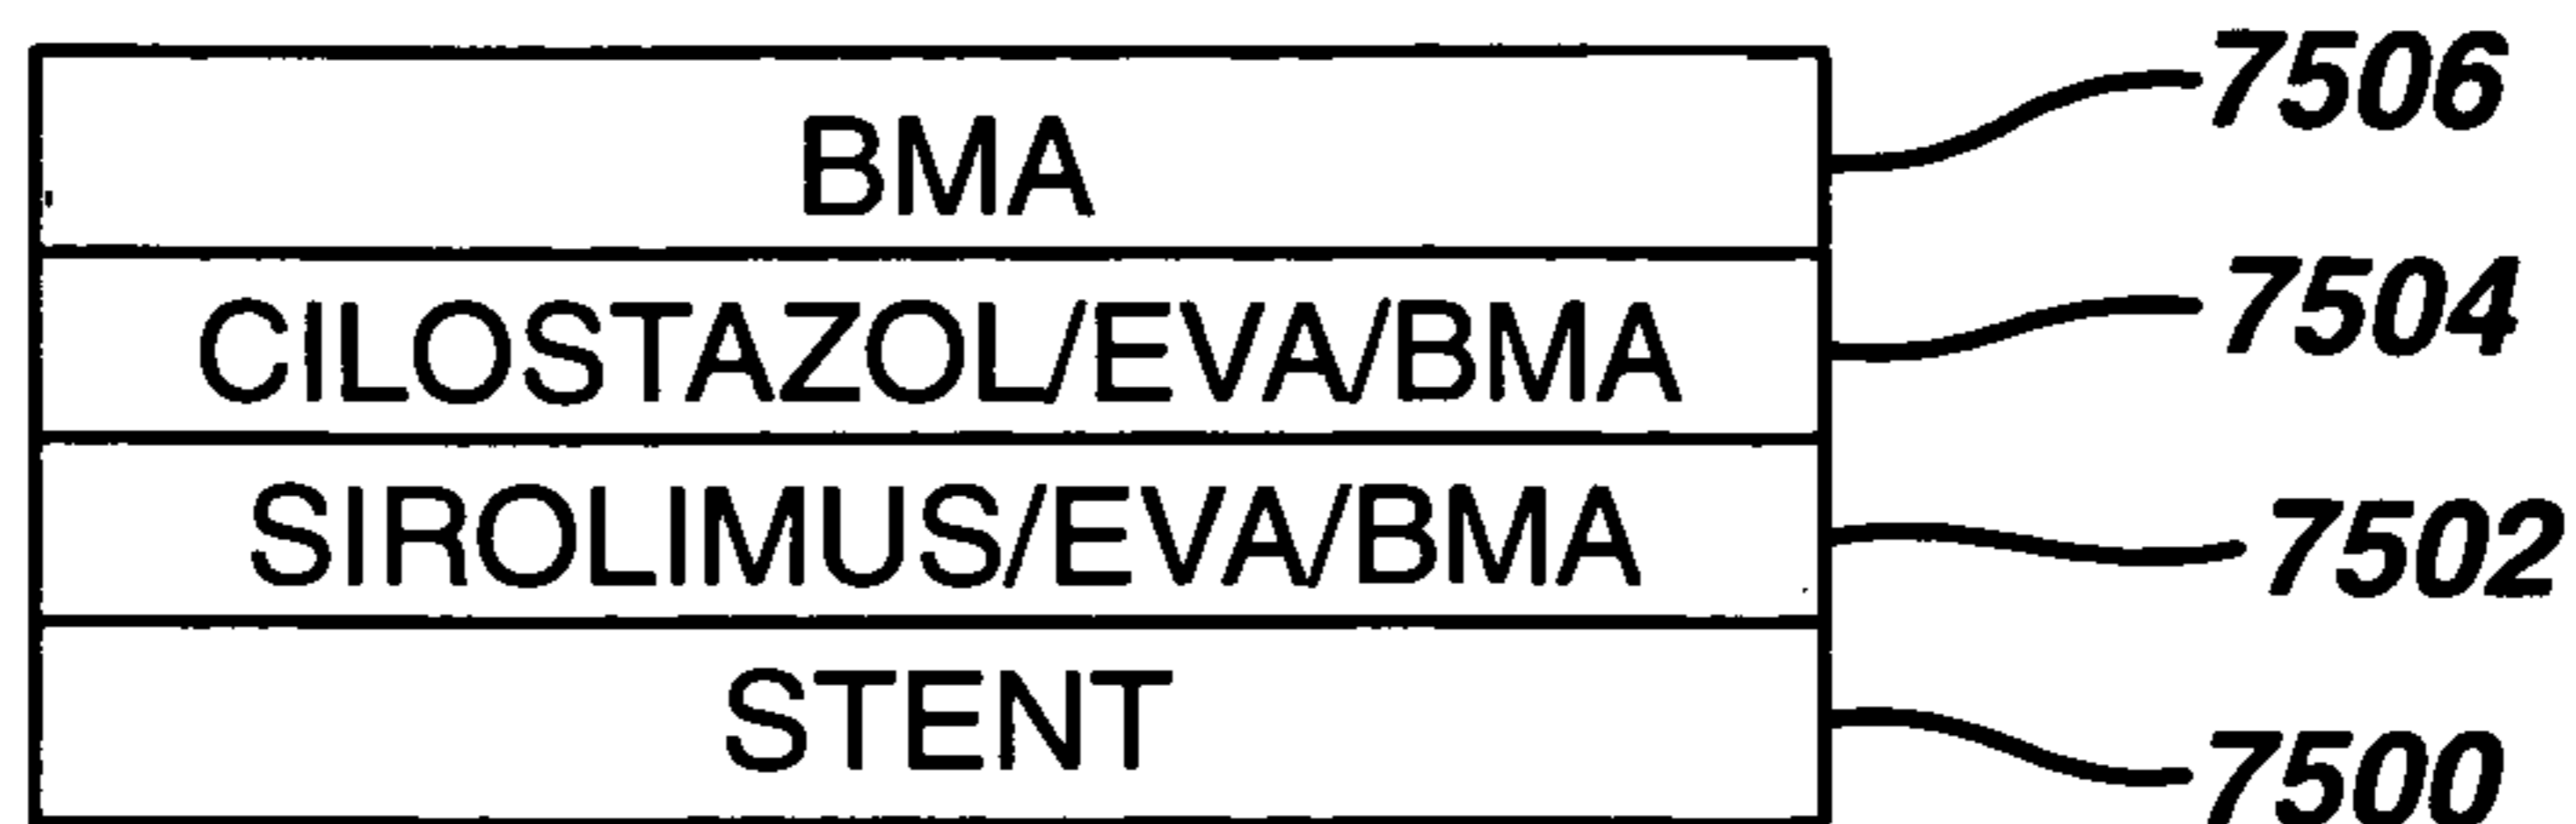 BMA 7506
CILOSTAZOL/EVA/BMA 7504
SIROLIMUS/EVA/BMA 7502
STENT 7500